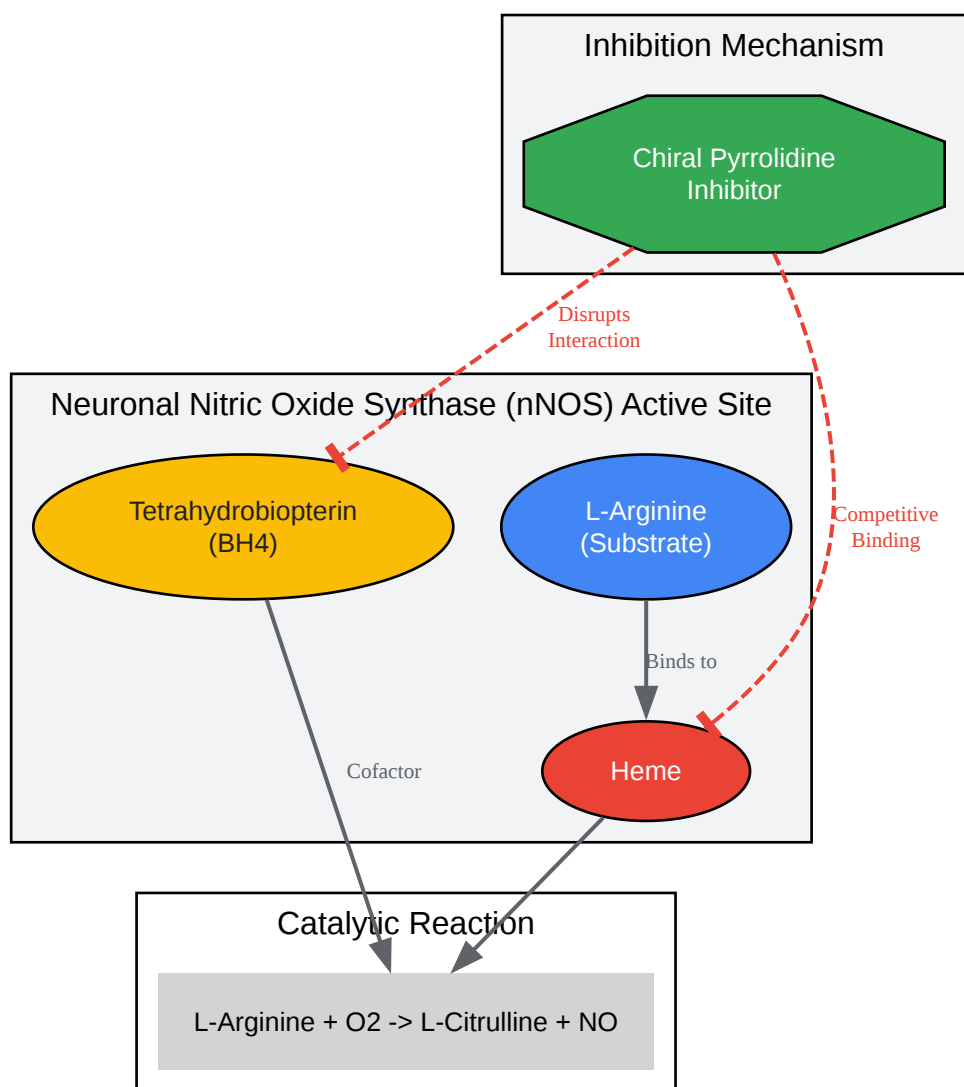 Inhibition Mechanism
Chiral Pyrrolidine
Inhibitor
Disrupts
Interaction
Neuronal Nitric Oxide Synthase (nNOS) Active Site
Tetrahydrobiopterin
(BH4)
L-Arginine
(Substrate)
Competitive
Binding
Binds to
Cofactor
Heme
Catalytic Reaction
L-Arginine + O2 -> L-Citrulline + NO